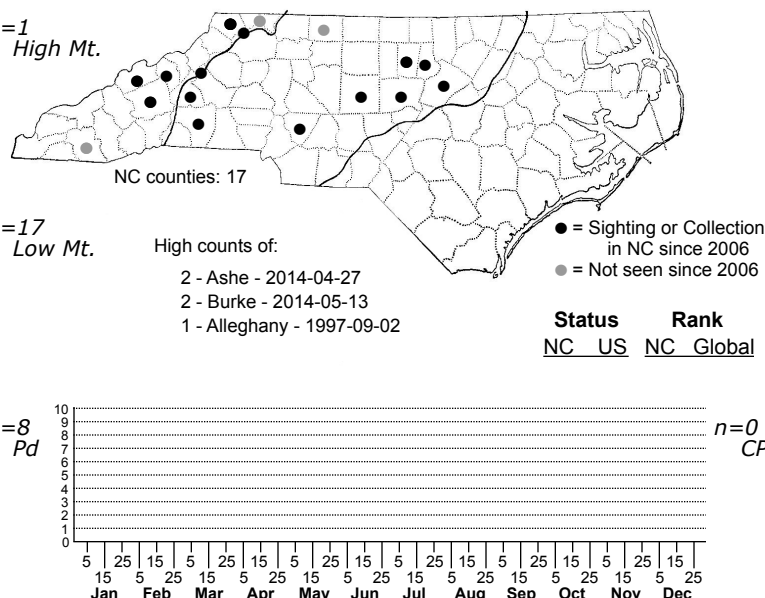 =1
High Mt.
NC counties: 17
=17
Low Mt.
High counts of:
2 - Ashe - 2014-04-27
2 - Burke - 2014-05-13
1 - Alleghany - 1997-09-02
● = Sighting or Collection
in NC since 2006
● = Not seen since 2006
Status Rank
NC US NC Global
=8
Pd
n=0
CP
10
9
8
7
6
5
4
3
2
1
0
5 25 15 5 25 15 5 25 15 5 25 15 5 25 15 5 25 15
15 5 25 15 5 25 15 5 25 15 5 25 15 5 25 15 5 25
Jan Feb Mar Apr May Jun Jul Aug Sep Oct Nov Dec